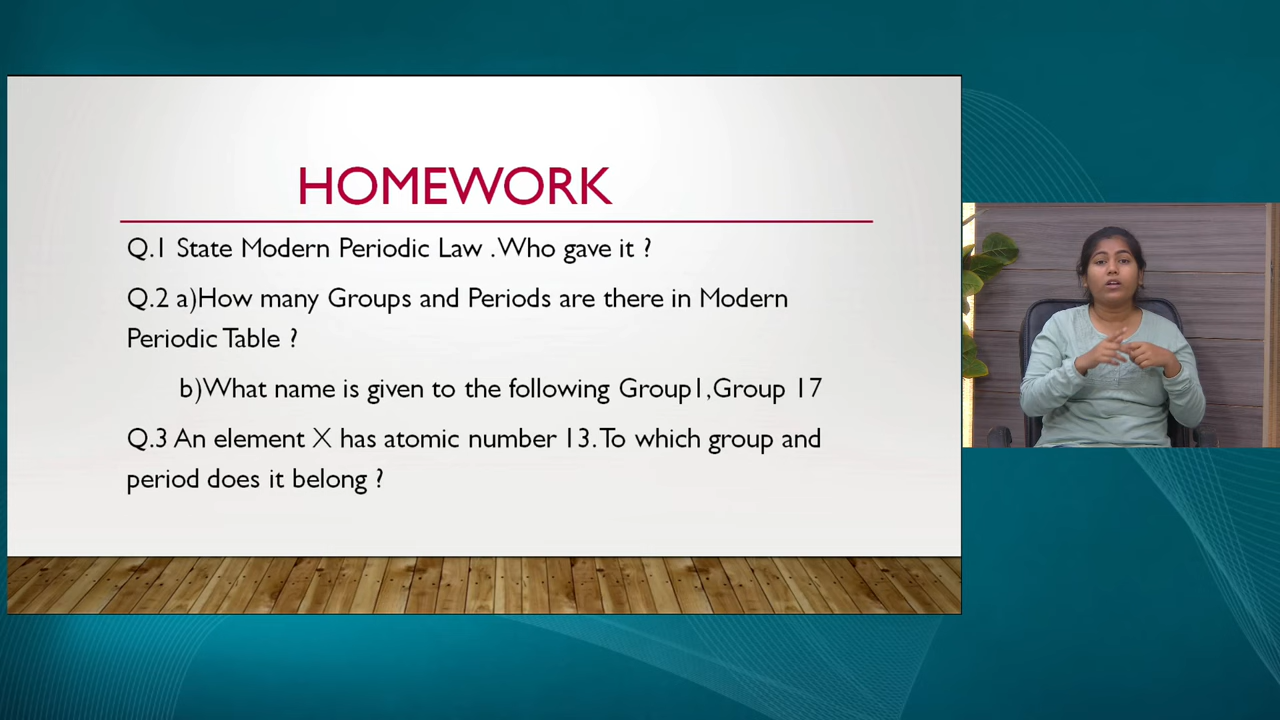 HOMEWORK
Q.1 State Modern Periodic Law .Who gave it ?
Q.2 a)How many Groups and Periods are there in Modern
Periodic Table ?
b)What name is given to the following Group1,Group 17
Q.3 An element X has atomic number 13.To which group and
period does it belong ?